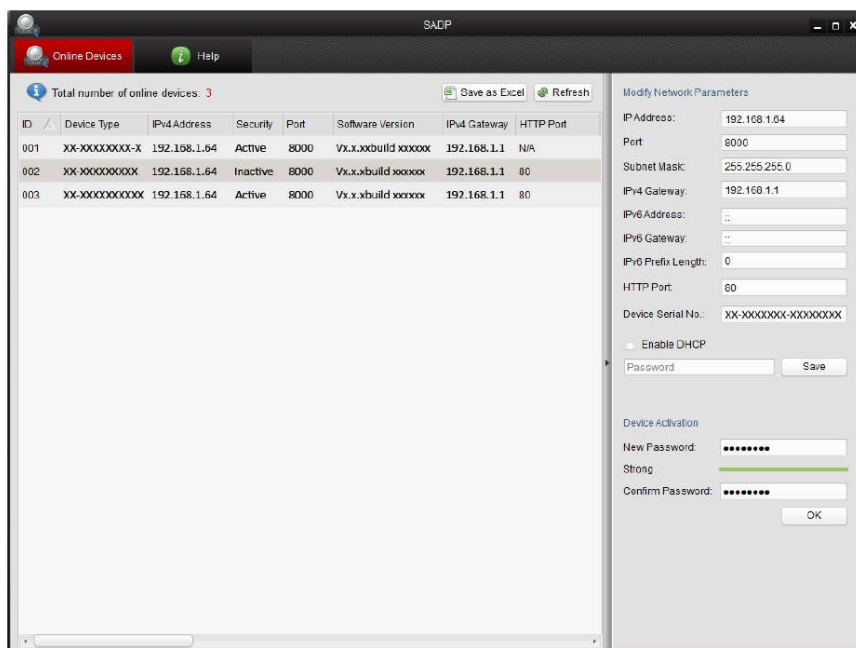 SADP
Online Devices Help
Total number of online devices: 3 Save as Excel Refresh
ID Device Type IPv4 Address Security Port Software Version IPv4 Gateway HTTP Port
001 XX-XXXXXXXX-X 192.168.1.64 Active 8000 Vx.x.xxbuild xxxxxx 192.168.1.1 N/A
002 XX-XXXXXXXXX 192.168.1.64 Inactive 8000 Vx.x.xbuild xxxxxx 192.168.1.1 80
003 XX-XXXXXXXXXX 192.168.1.64 Active 8000 Vx.x.xbuild xxxxxx 192.168.1.1 80
Modify Network Parameters
IP Address: 192.168.1.64
Port: 8000
Subnet Mask: 255.255.255.0
IPv4 Gateway: 192.168.1.1
IPv6 Address: ::
IPv6 Gateway: ::
IPv6 Prefix Length: 0
HTTP Port: 80
Device Serial No.: XX-XXXXXXX-XXXXXXXX
Enable DHCP
Password Save
Device Activation
New Password: ••••••••
Strong
Confirm Password: ••••••••
OK